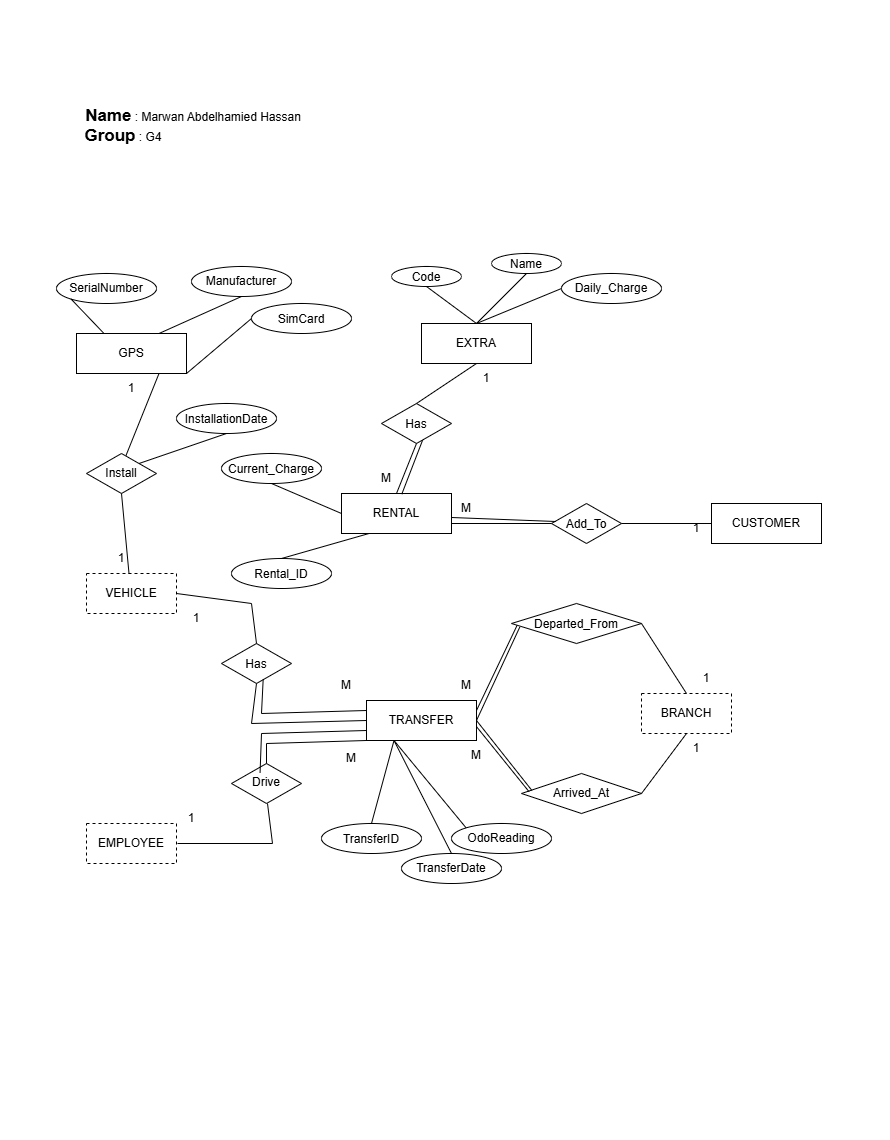 Name : Marwan Abdelhamied Hassan
Group : G4
Name
Code
Manufacturer
SerialNumber
Daily_Charge
SimCard
EXTRA
GPS
1
1
InstallationDate
Has
Current_Charge
Install
M
RENTAL
M
Add_To
1
CUSTOMER
1
Rental_ID
VEHICLE
1
Departed_From
Has
M
M
1
TRANSFER
BRANCH
M
M
1
Drive
Arrived_At
1
EMPLOYEE
TransferID
OdoReading
TransferDate